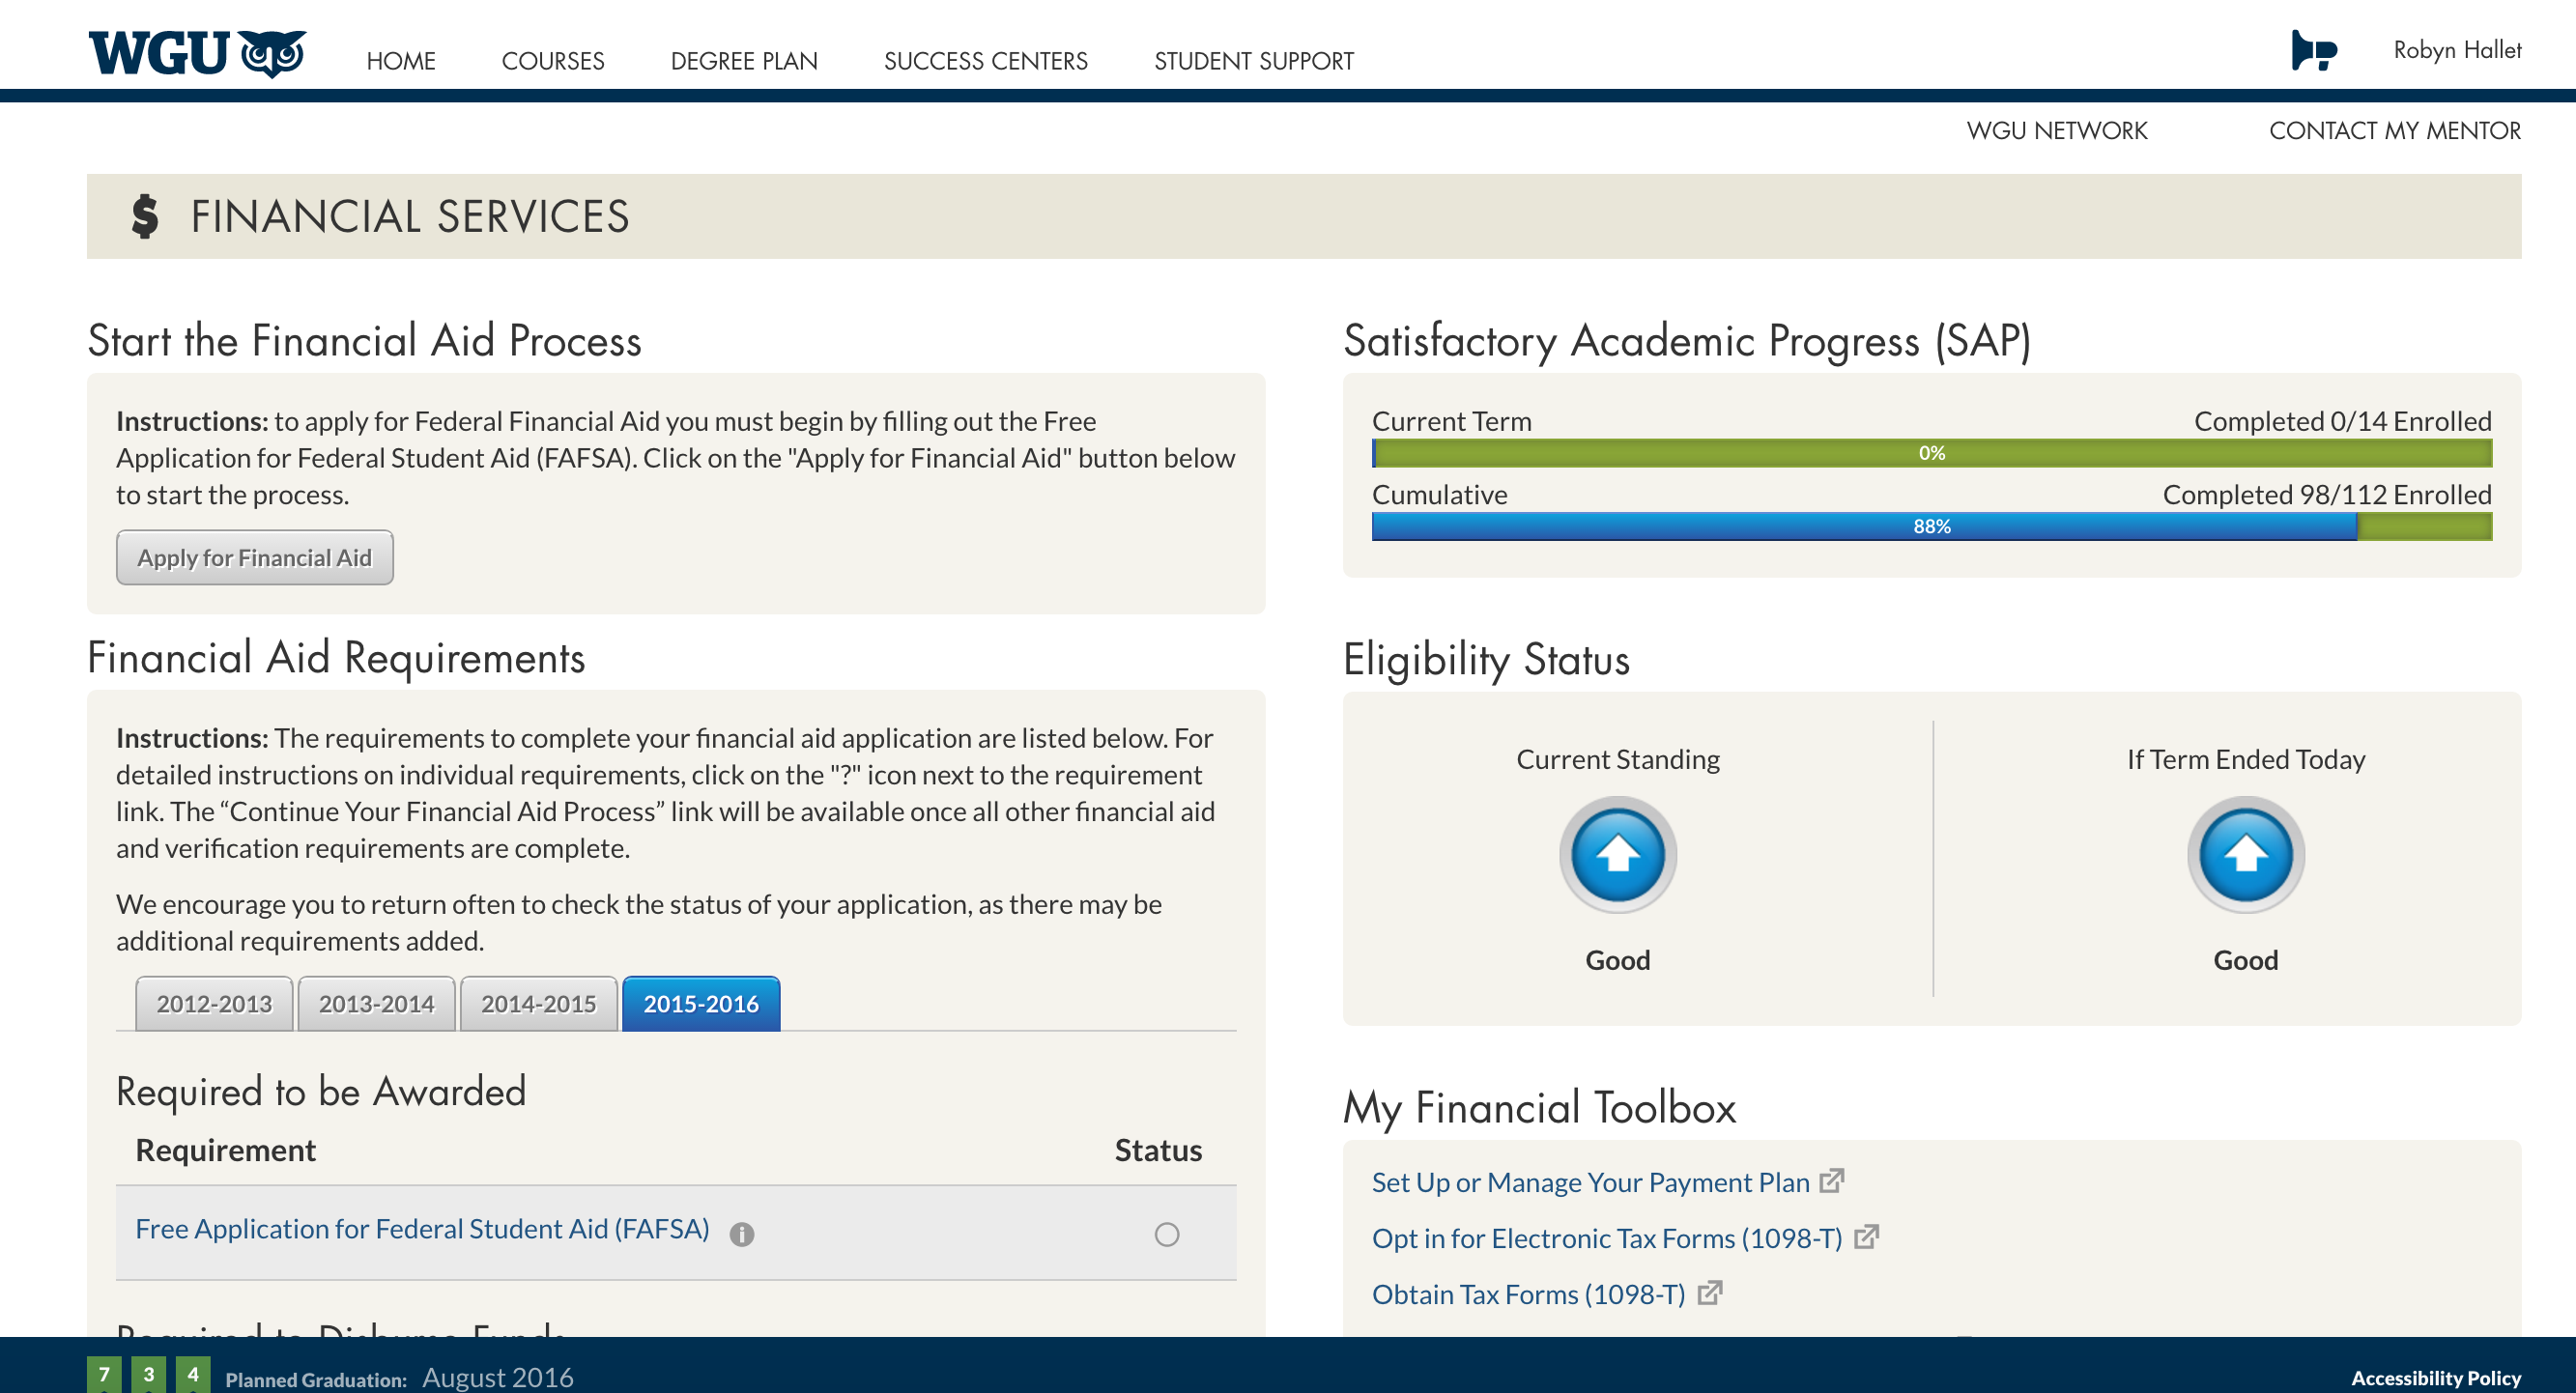 WGU
HOME
COURSES
DEGREE PLAN
SUCCESS CENTERS
STUDENT SUPPORT
Robyn Hallet
WGU NETWORK
CONTACT MY MENTOR
$ FINANCIAL SERVICES
Start the Financial Aid Process
Instructions: to apply for Federal Financial Aid you must begin by filling out the Free
Application for Federal Student Aid (FAFSA). Click on the "Apply for Financial Aid" button below
to start the process.
Apply for Financial Aid
Financial Aid Requirements
Instructions: The requirements to complete your financial aid application are listed below. For
detailed instructions on individual requirements, click on the "?" icon next to the requirement
link. The “Continue Your Financial Aid Process” link will be available once all other financial aid
and verification requirements are complete.
We encourage you to return often to check the status of your application, as there may be
additional requirements added.
2012-2013
2013-2014
2014-2015
2015-2016
Required to be Awarded
Requirement
Status
Free Application for Federal Student Aid (FAFSA)
Required to Disburse Funds
Satisfactory Academic Progress (SAP)
Current Term
Completed 0/14 Enrolled
0%
Cumulative
Completed 98/112 Enrolled
88%
Eligibility Status
Current Standing
Good
If Term Ended Today
Good
My Financial Toolbox
Set Up or Manage Your Payment Plan
Opt in for Electronic Tax Forms (1098-T)
Obtain Tax Forms (1098-T)
7 3 4 Planned Graduation: August 2016
Accessibility Policy